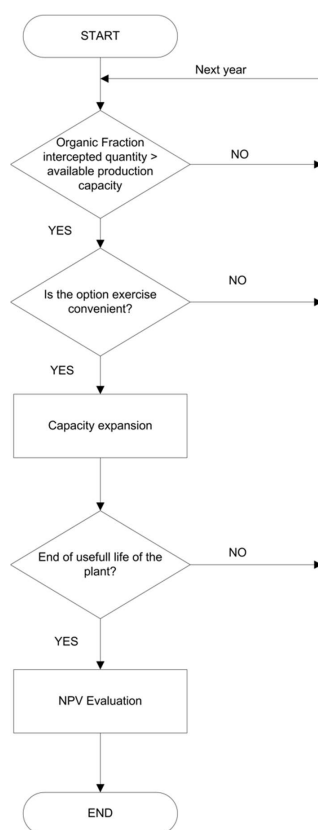 START
Next year
Organic Fraction
intercepted quantity >
available production
capacity
NO
YES
Is the option exercise
convenient?
NO
YES
Capacity expansion
End of usefull life of the
plant?
NO
YES
NPV Evaluation
END